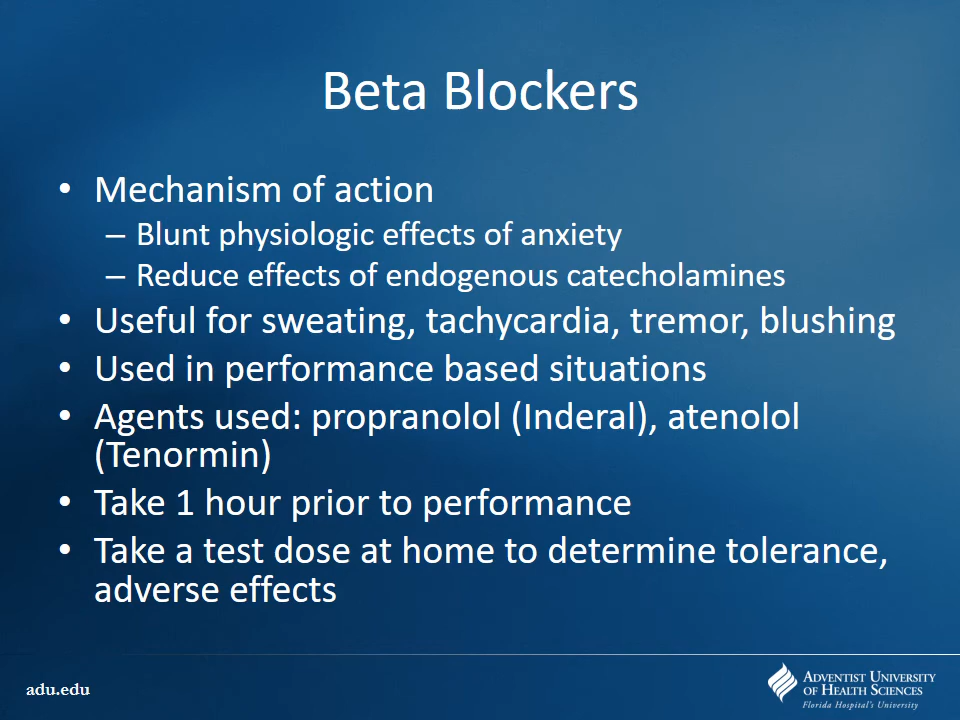 Beta Blockers
• Mechanism of action
– Blunt physiologic effects of anxiety
– Reduce effects of endogenous catecholamines
• Useful for sweating, tachycardia, tremor, blushing
• Used in performance based situations
• Agents used: propranolol (Inderal), atenolol
(Tenormin)
• Take 1 hour prior to performance
• Take a test dose at home to determine tolerance,
adverse effects
adu.edu
ADVENTIST UNIVERSITY
OF HEALTH SCIENCES
Florida Hospital's University